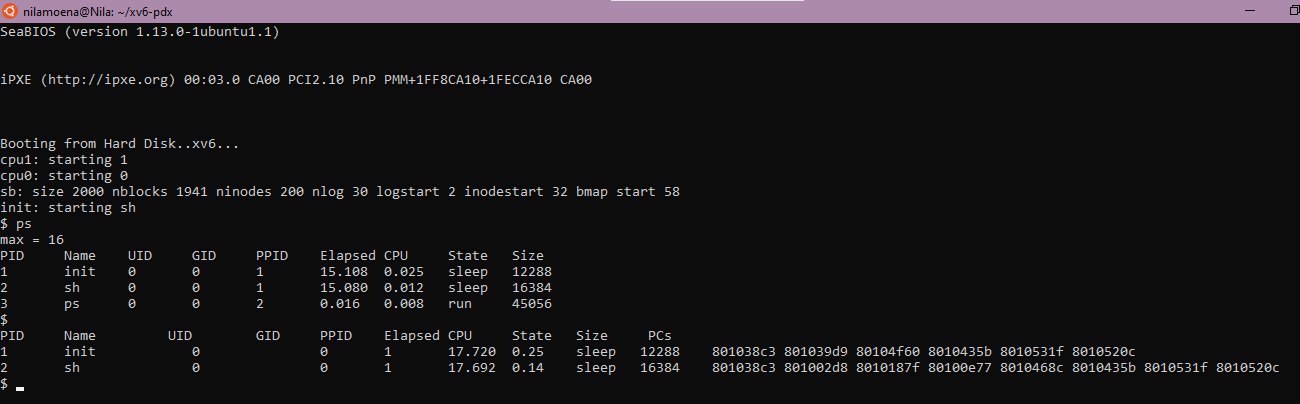 nilamoena@Nila: ~/xv6-pdx
SeaBIOS (version 1.13.0-1ubuntu1.1)
iPXE (http://ipxe.org) 00:03.0 CA00 PCI2.10 PnP PMM+1FF8CA10+1FECCA10 CA00
Booting from Hard Disk..xv6...
cpu1: starting 1
cpu0: starting 0
sb: size 2000 nblocks 1941 ninodes 200 nlog 30 logstart 2 inodestart 32 bmap start 58
init: starting sh
$ ps
max = 16
PID Name UID GID PPID Elapsed CPU State Size
1 init 0 0 1 15.108 0.025 sleep 12288
2 sh 0 0 1 15.080 0.012 sleep 16384
3 ps 0 0 2 0.016 0.008 run 45056
$
PID Name UID GID PPID Elapsed CPU State Size PCs
1 init 0 0 1 17.720 0.25 sleep 12288 801038c3 801039d9 80104f60 8010435b 8010531f 8010520c
2 sh 0 0 1 17.692 0.14 sleep 16384 801038c3 801002d8 8010187f 80100e77 8010468c 8010435b 8010531f 8010520c
$